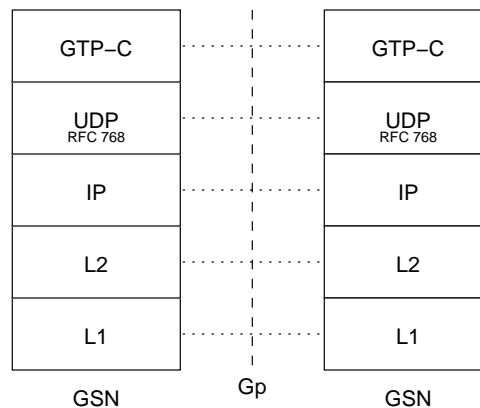 GTP−C
GTP−C
UDP
RFC 768
UDP
RFC 768
IP
IP
L2
L2
L1
L1
GSN
Gp
GSN